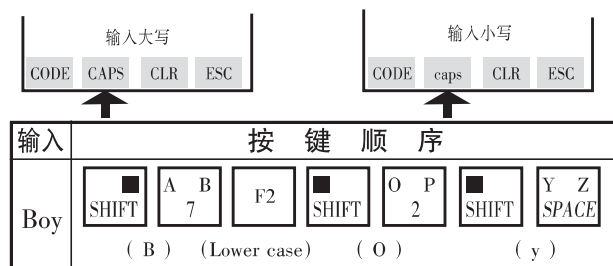 输入大写
输入小写
CODE CAPS CLR ESC
CODE caps CLR ESC
输入 按键顺序
SHIFT A B 7 F2 SHIFT O P 2 SHIFT Y Z SPACE
Boy
( B ) (Lower case) ( O ) ( y )